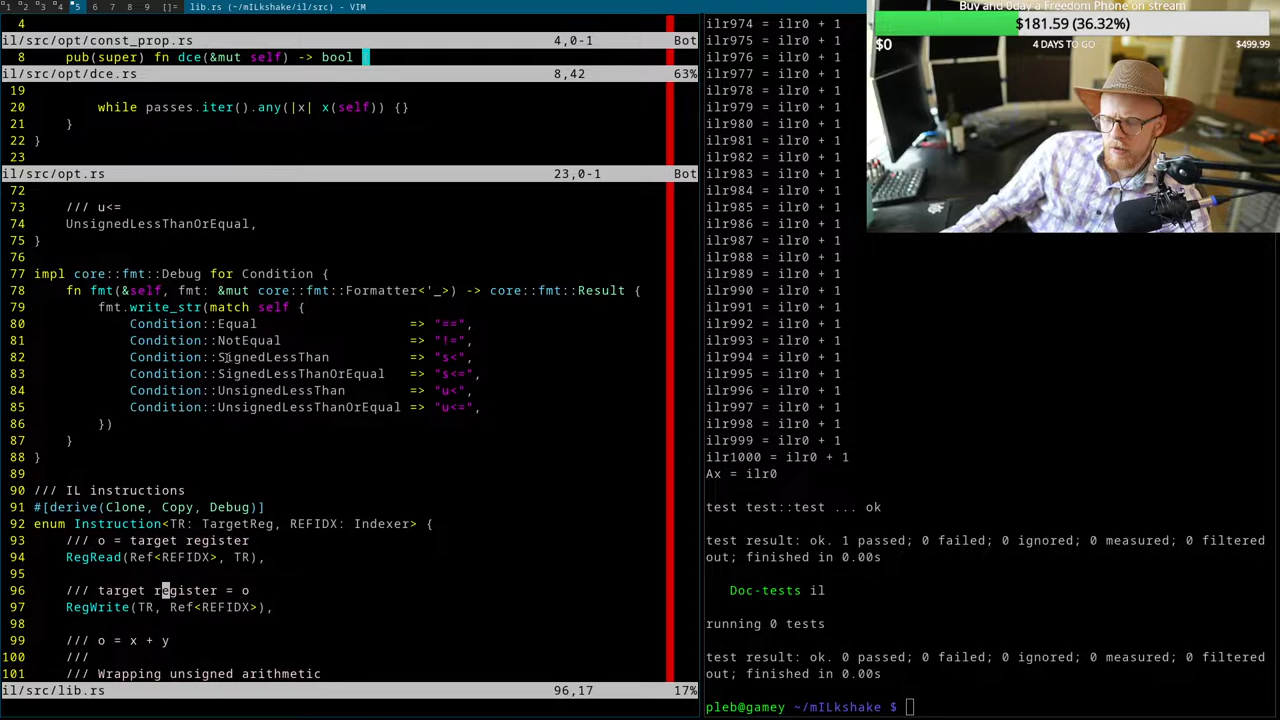 1 2 3 4 5 6 7 8 9 []= lib.rs (~/mILkshake/il/src) - VIM
4
il/src/opt/const_prop.rs 4,0-1 Bot
8 pub(super) fn dce(&mut self) -> bool
il/src/opt/dce.rs 8,42 63%
19
20 while passes.iter().any(|x| x(self)) {}
21 }
22 }
23
il/src/opt.rs 23,0-1 Bot
72
73 /// u<=
74 UnsignedLessThanOrEqual,
75 }
76
77 impl core::fmt::Debug for Condition {
78 fn fmt(&self, fmt: &mut core::fmt::Formatter<'_>) -> core::fmt::Result {
79 fmt.write_str(match self {
80 Condition::Equal => "==",
81 Condition::NotEqual => "!=",
82 Condition::SignedLessThan => "s<",
83 Condition::SignedLessThanOrEqual => "s<=",
84 Condition::UnsignedLessThan => "u<",
85 Condition::UnsignedLessThanOrEqual => "u<=",
86 })
87 }
88 }
89
90 /// IL instructions
91 #[derive(Clone, Copy, Debug)]
92 enum Instruction<TR: TargetReg, REFIDX: Indexer> {
93 /// o = target register
94 RegRead(Ref<REFIDX>, TR),
95
96 /// target register = o
97 RegWrite(TR, Ref<REFIDX>),
98
99 /// o = x + y
100 ///
101 /// Wrapping unsigned arithmetic
il/src/lib.rs 96,17 17%
ilr974 = ilr0 + 1
ilr975 = ilr0 + 1
ilr976 = ilr0 + 1
ilr977 = ilr0 + 1
ilr978 = ilr0 + 1
ilr979 = ilr0 + 1
ilr980 = ilr0 + 1
ilr981 = ilr0 + 1
ilr982 = ilr0 + 1
ilr983 = ilr0 + 1
ilr984 = ilr0 + 1
ilr985 = ilr0 + 1
ilr986 = ilr0 + 1
ilr987 = ilr0 + 1
ilr988 = ilr0 + 1
ilr989 = ilr0 + 1
ilr990 = ilr0 + 1
ilr991 = ilr0 + 1
ilr992 = ilr0 + 1
ilr993 = ilr0 + 1
ilr994 = ilr0 + 1
ilr995 = ilr0 + 1
ilr996 = ilr0 + 1
ilr997 = ilr0 + 1
ilr998 = ilr0 + 1
ilr999 = ilr0 + 1
ilr1000 = ilr0 + 1
Ax = ilr0
test test::test ... ok
test result: ok. 1 passed; 0 failed; 0 ignored; 0 measured; 0 filtered
out; finished in 0.00s
Doc-tests il
running 0 tests
test result: ok. 0 passed; 0 failed; 0 ignored; 0 measured; 0 filtered
out; finished in 0.00s
pleb@gamey ~/mILkshake $
Buy and 0day a Freedom Phone on stream
$181.59 (36.32%)
$0 4 DAYS TO GO $499.99